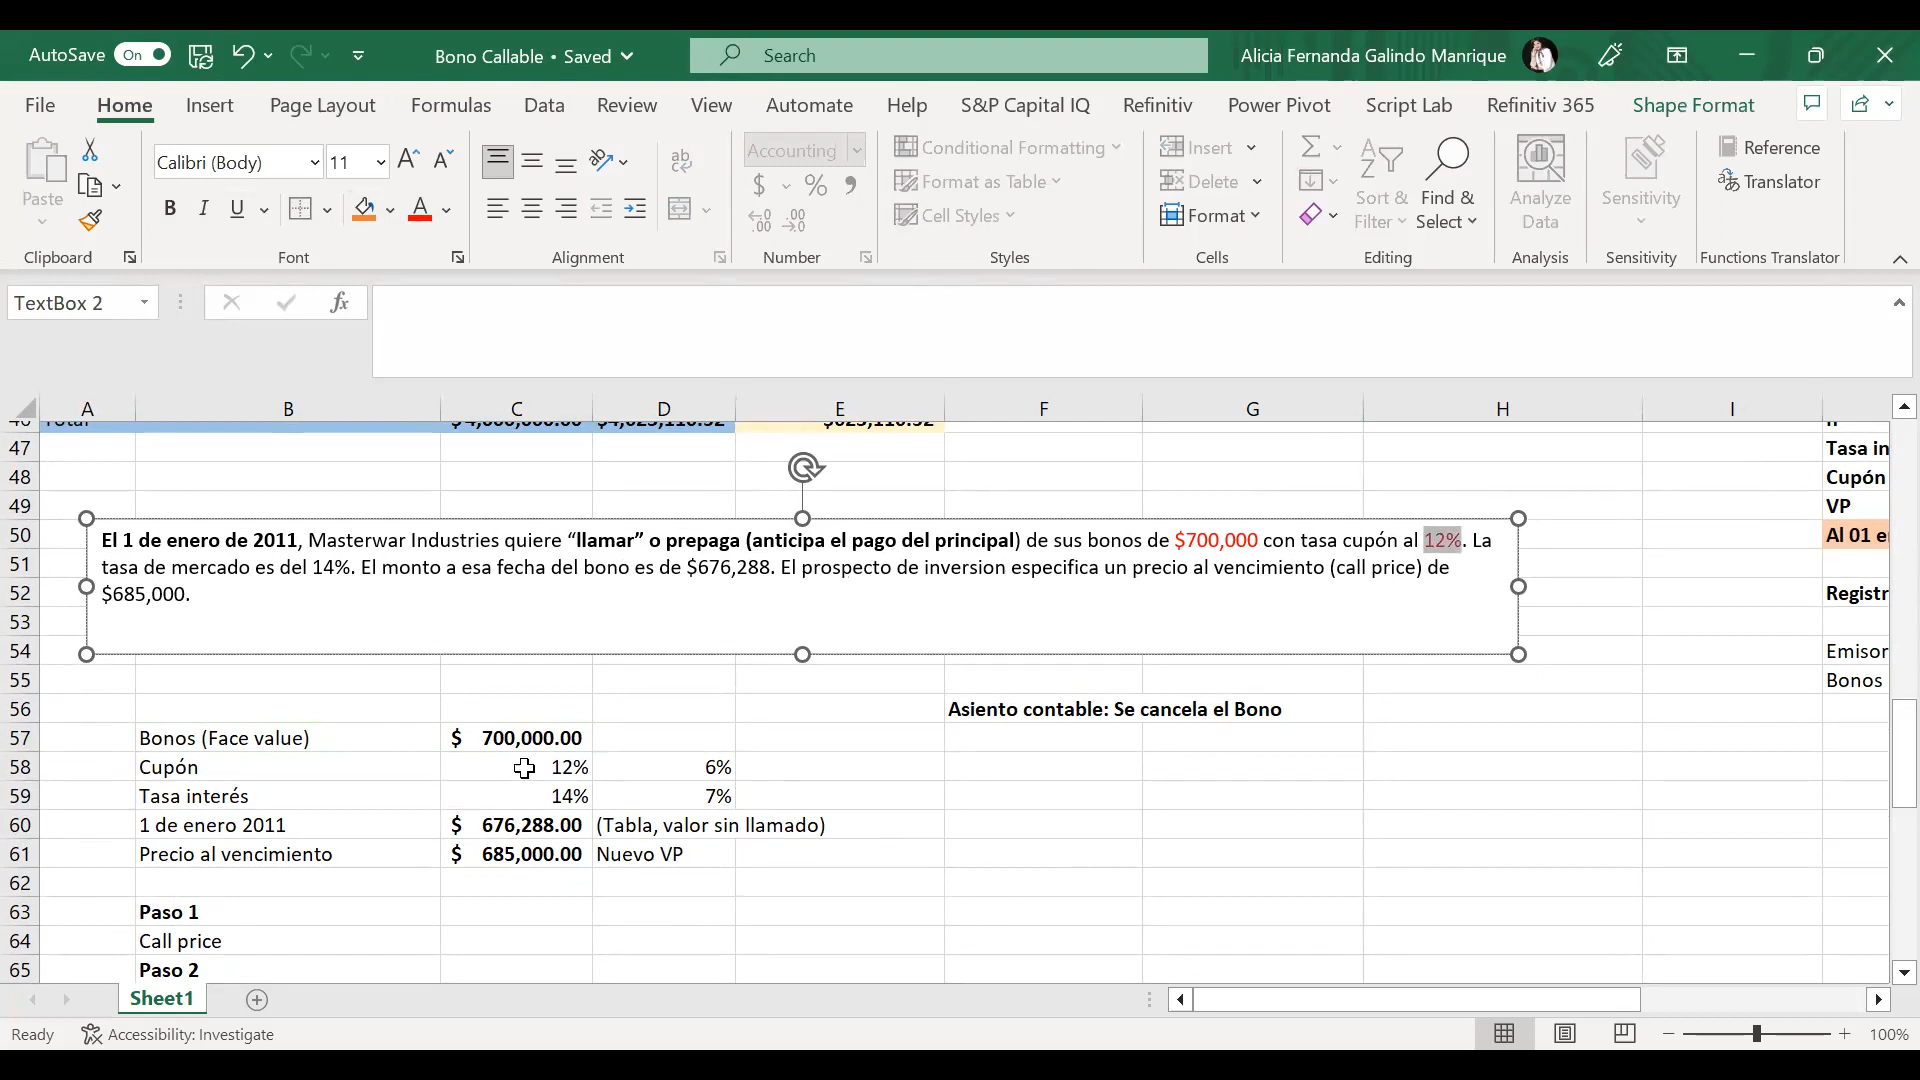 AutoSave On Bono Callable • Saved Search Alicia Fernanda Galindo Manrique
File Home Insert Page Layout Formulas Data Review View Automate Help S&P Capital IQ Refinitiv Power Pivot Script Lab Refinitiv 365 Shape Format
Paste
Calibri (Body) 11
B I U
ab
Accounting
$ % 9
Conditional Formatting
Format as Table
Cell Styles
Insert
Delete
Format
Sort & Filter
Find & Select
Analyze Data
Sensitivity
Reference
Translator
Clipboard Font Alignment Number Styles Cells Editing Analysis Sensitivity Functions Translator
TextBox 2 fx
A B C D E F G H I
47 Tasa in
48 Cupón
49 VP
50 Al 01 e
51
52 Registr
53
54 Emisor
55 Bonos
El 1 de enero de 2011, Masterwar Industries quiere “llamar” o prepaga (anticipa el pago del principal) de sus bonos de $700,000 con tasa cupón al 12%. La
tasa de mercado es del 14%. El monto a esa fecha del bono es de $676,288. El prospecto de inversion especifica un precio al vencimiento (call price) de
$685,000.
56 Asiento contable: Se cancela el Bono
57 Bonos (Face value) $ 700,000.00
58 Cupón 12% 6%
59 Tasa interés 14% 7%
60 1 de enero 2011 $ 676,288.00 (Tabla, valor sin llamado)
61 Precio al vencimiento $ 685,000.00 Nuevo VP
62
63 Paso 1
64 Call price
65 Paso 2
Sheet1
Ready Accessibility: Investigate 100%